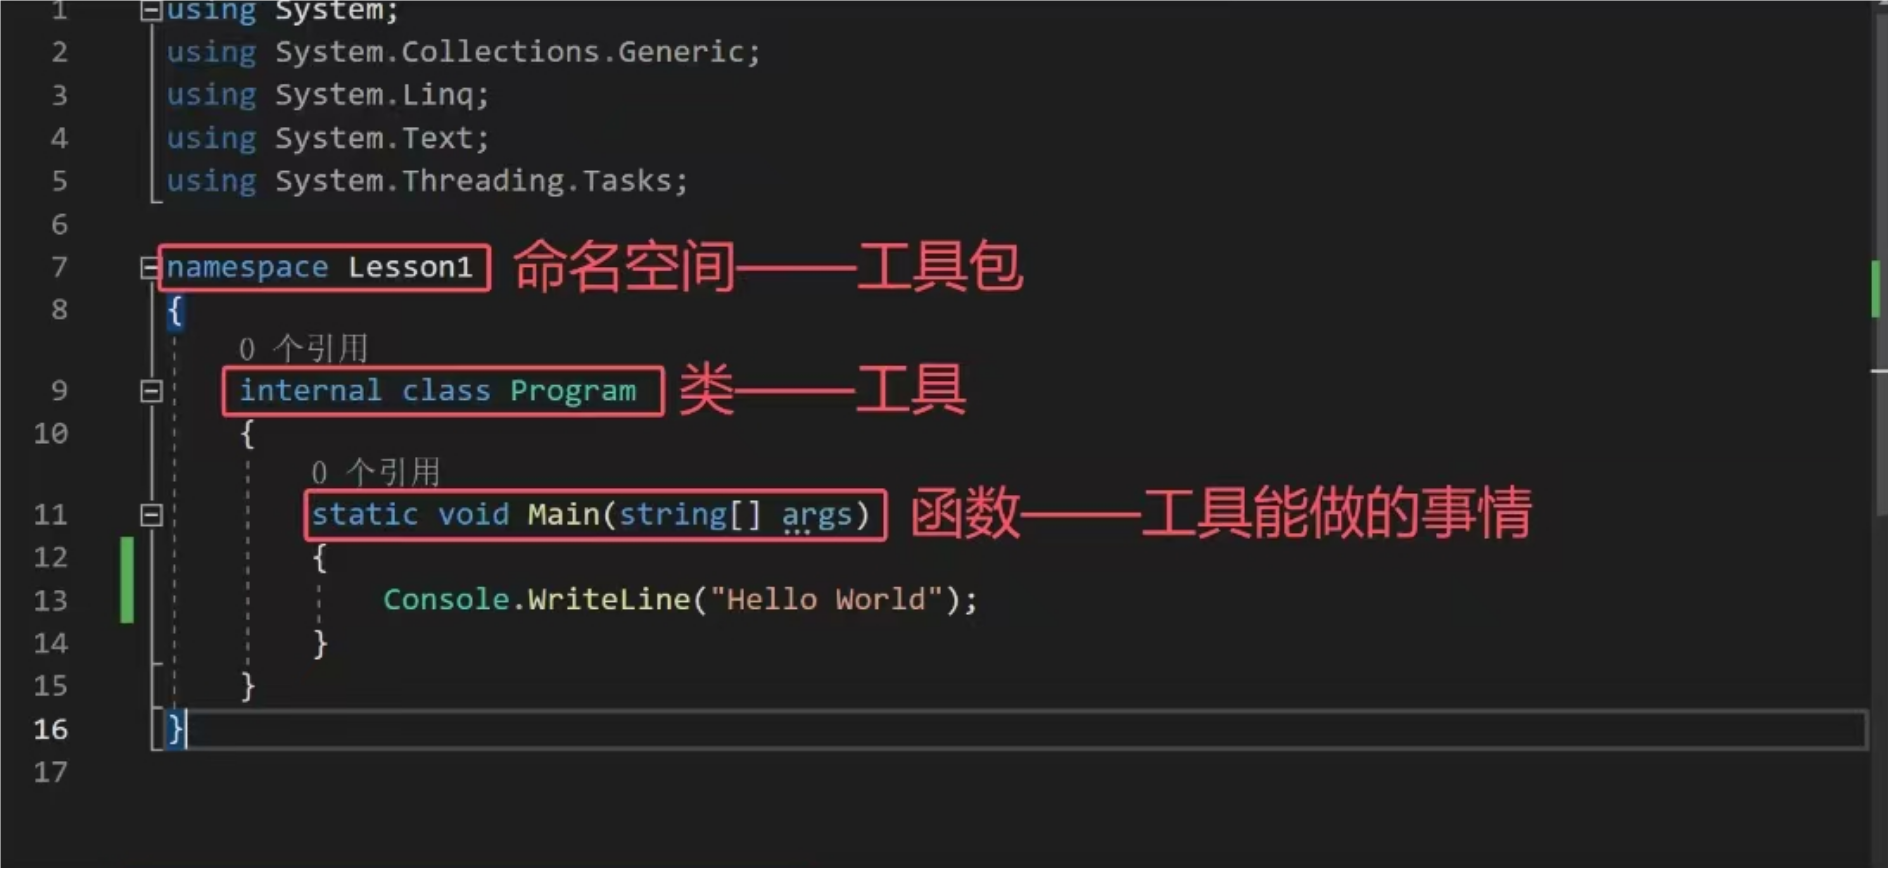 1 using System;
2 using System.Collections.Generic;
3 using System.Linq;
4 using System.Text;
5 using System.Threading.Tasks;
6
7 namespace Lesson1 命名空间——工具包
8 {
0 个引用
9 internal class Program 类——工具
10 {
0 个引用
11 static void Main(string[] args) 函数——工具能做的事情
12 {
13 Console.WriteLine("Hello World");
14 }
15 }
16 }
17